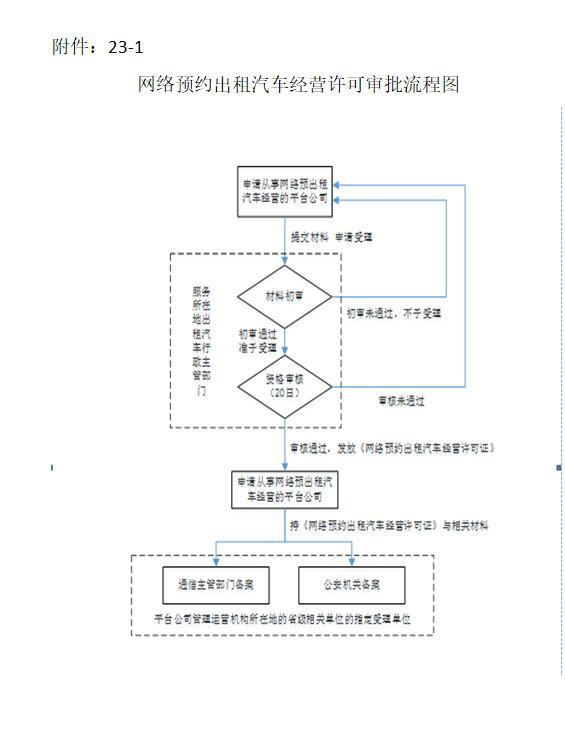 附件：23-1
网络预约出租汽车经营许可审批流程图
申请从事网络预出租
汽车经营的平台公司
提交材料 申请受理
服务
所在
地出
租汽
车行
政主
管部
门
材料初审
初审未通过，不予受理
初审通过
准予受理
资格审核
（20日）
审核未通过
审核通过，发放《网络预约出租汽车经营许可证》
申请从事网络预出租汽
车经营的平台公司
持《网络预约出租汽车经营许可证》与相关材料
通信主管部门备案
公安机关备案
平台公司管理运营机构所在地的省级相关单位的指定受理单位